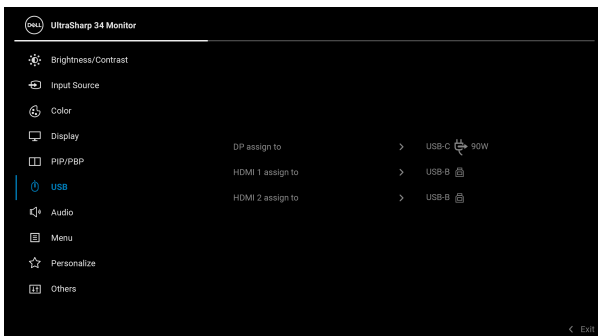 DELL UltraSharp 34 Monitor
Brightness/Contrast
Input Source
Color
Display
PIP/PBP
USB
Audio
Menu
Personalize
Others
DP assign to > USB-C 90W
HDMI 1 assign to > USB-B
HDMI 2 assign to > USB-B
< Exit